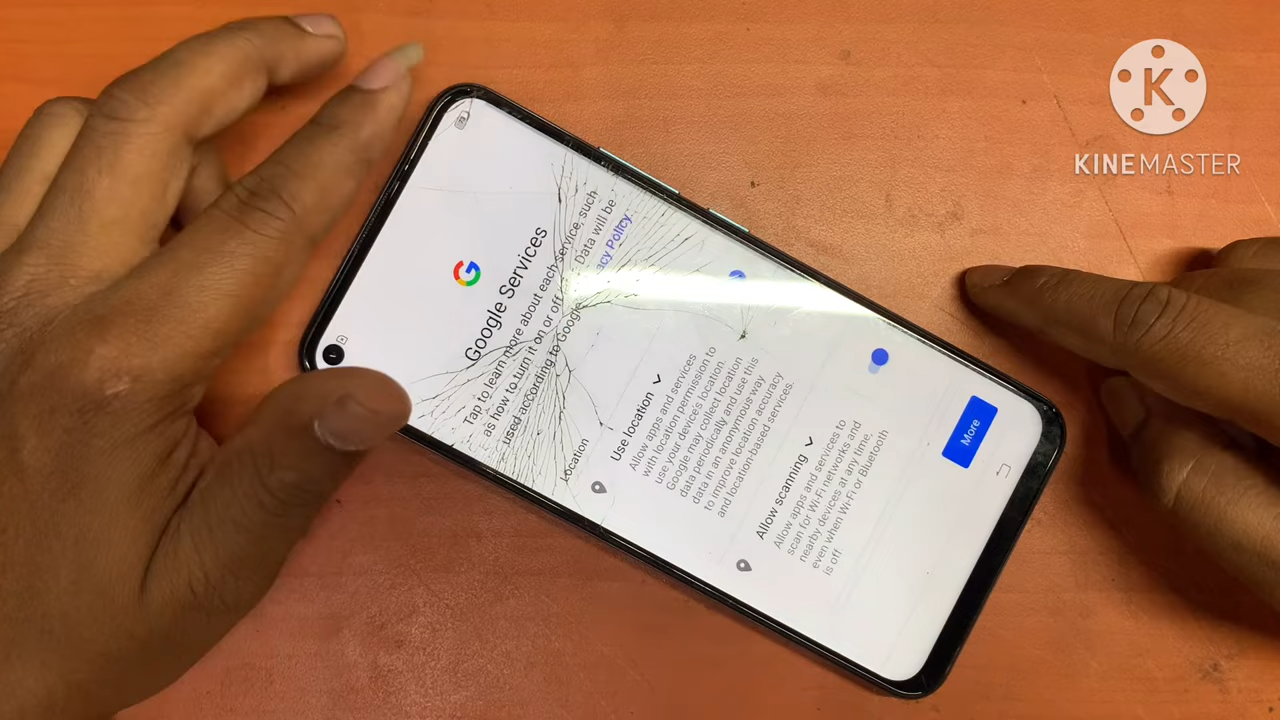 Google Services
Tap to learn more about each service, such
as how to turn it on or off
Data will be
used according to Google
acy Policy
Location
Use location
Allow apps and services
with location permission to
use your device's location.
Google may collect location
data periodically and use this
data in an anonymous way
to improve location accuracy
and location-based services.
Allow scanning
Allow apps and services to
scan for Wi-Fi networks and
nearby devices at any time,
even when Wi-Fi or Bluetooth
is off.
More
K
KINEMASTER